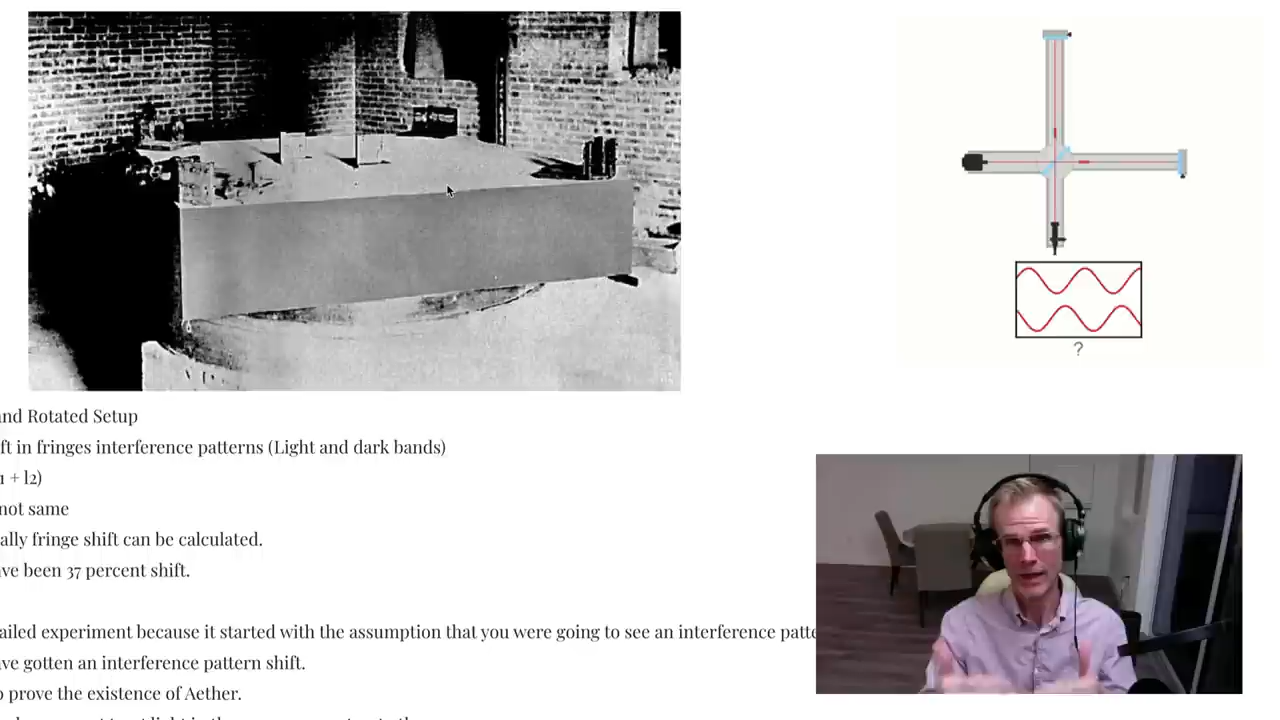 and Rotated Setup
ft in fringes interference patterns (Light and dark bands)
1 + l2)
not same
ally fringe shift can be calculated.
ave been 37 percent shift.
ailed experiment because it started with the assumption that you were going to see an interference patte
ave gotten an interference pattern shift.
o prove the existence of Aether.
?